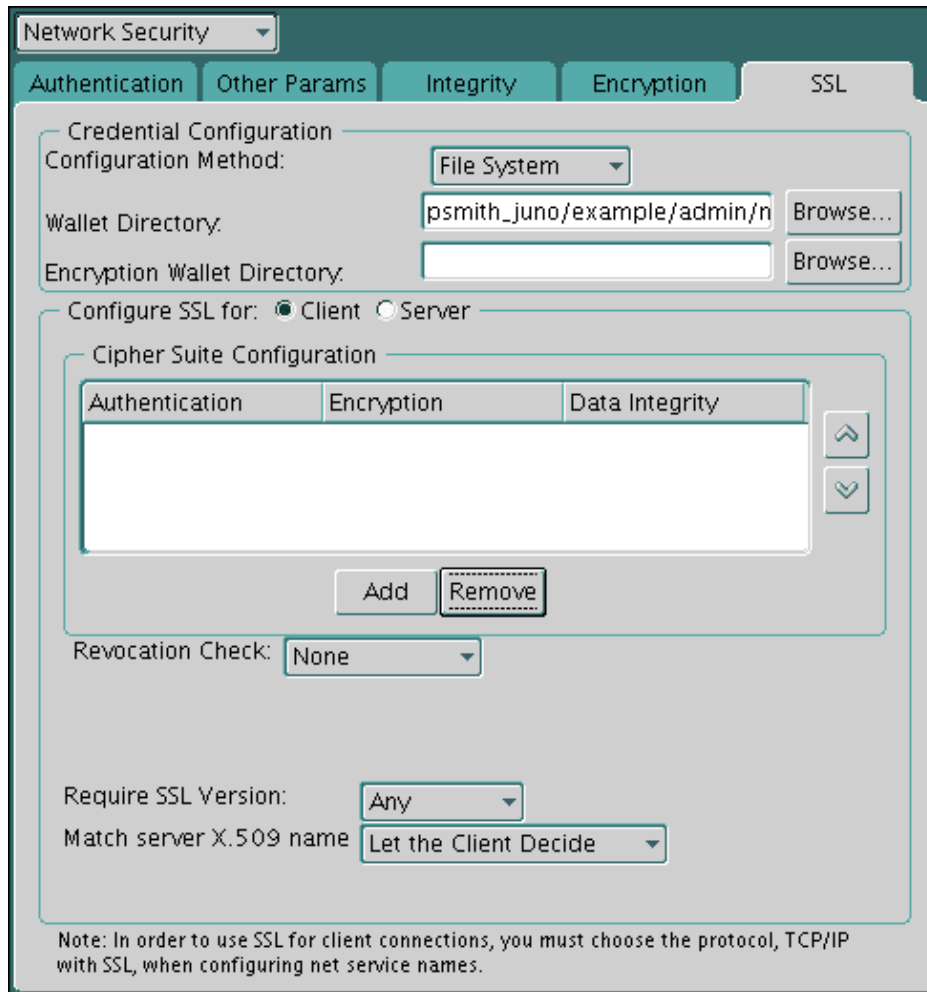 Network Security
Authentication Other Params Integrity Encryption SSL
Credential Configuration
Configuration Method: File System
Wallet Directory: psmith_juno/example/admin/n Browse...
Encryption Wallet Directory: Browse...
Configure SSL for: Client Server
Cipher Suite Configuration
Authentication Encryption Data Integrity
Add Remove
Revocation Check: None
Require SSL Version: Any
Match server X.509 name Let the Client Decide
Note: In order to use SSL for client connections, you must choose the protocol, TCP/IP
with SSL, when configuring net service names.